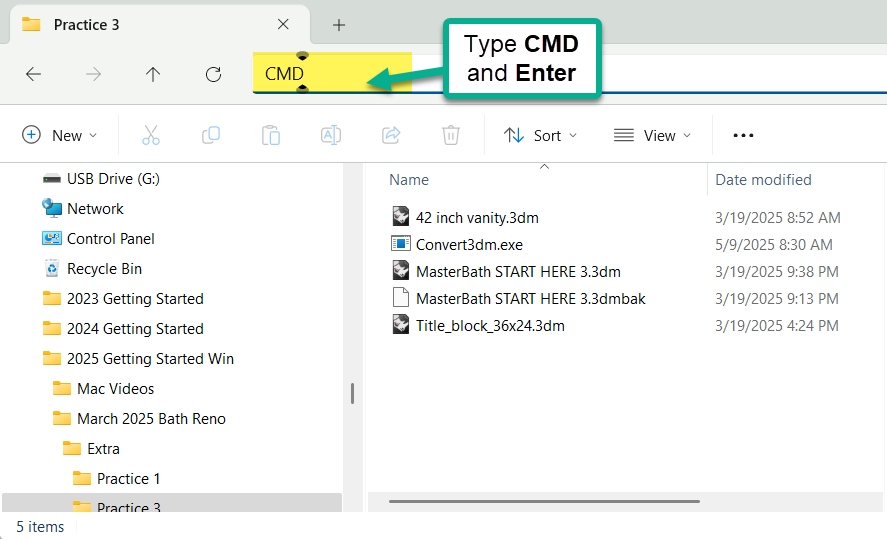 Practice 3
Type CMD
and Enter
CMD
New
Sort
View
USB Drive (G:)
Network
Control Panel
Recycle Bin
2023 Getting Started
2024 Getting Started
2025 Getting Started Win
Mac Videos
March 2025 Bath Reno
Extra
Practice 1
Practice 3
Name Date modified
42 inch vanity.3dm 3/19/2025 8:52 AM
Convert3dm.exe 5/9/2025 8:30 AM
MasterBath START HERE 3.3dm 3/19/2025 9:38 PM
MasterBath START HERE 3.3dmbak 3/19/2025 9:13 PM
Title_block_36x24.3dm 3/19/2025 4:24 PM
5 items